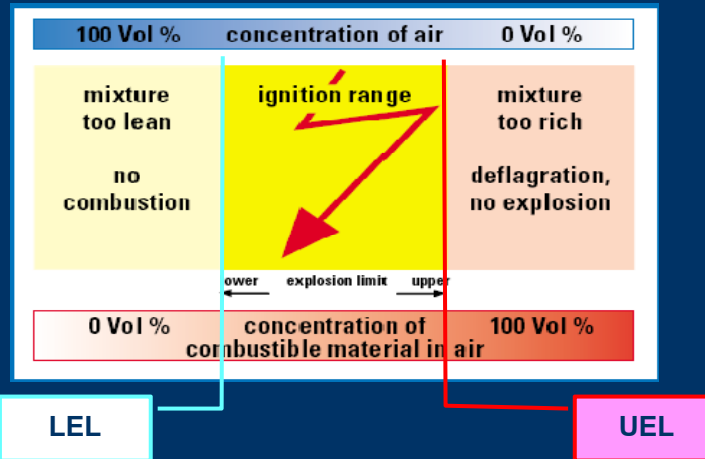 100 Vol % concentration of air 0 Vol %
mixture
too lean
no
combustion
ignition range
mixture
too rich
deflagration,
no explosion
ower explosion limit upper
0 Vol % concentration of 100 Vol %
combustible material in air
LEL
UEL